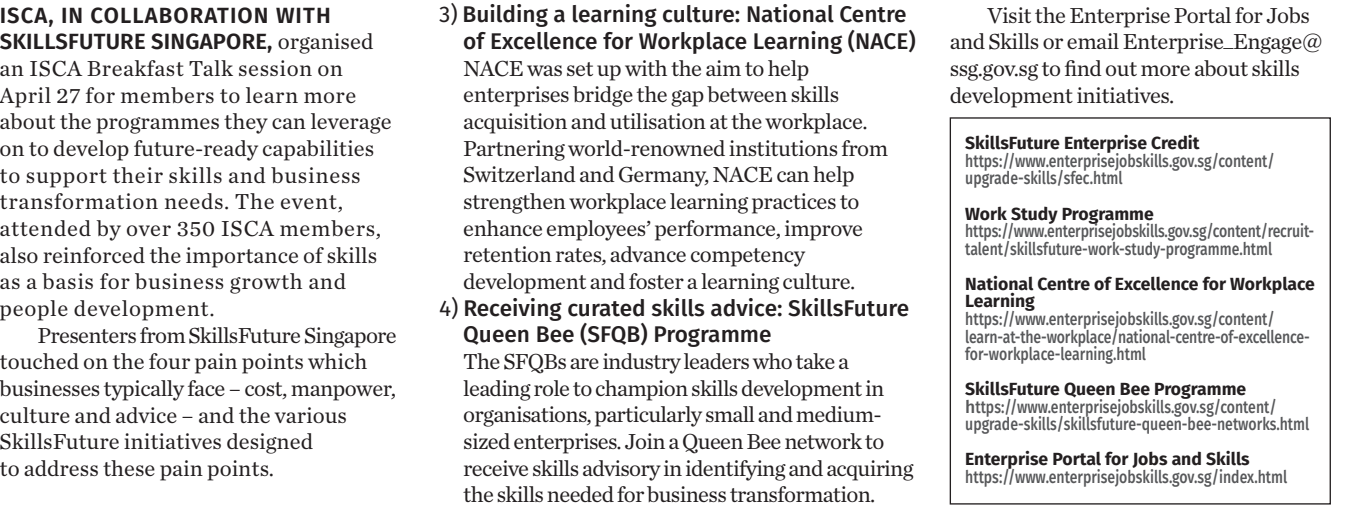 ISCA, IN COLLABORATION WITH
SKILLSFUTURE SINGAPORE, organised
an ISCA Breakfast Talk session on
April 27 for members to learn more
about the programmes they can leverage
on to develop future-ready capabilities
to support their skills and business
transformation needs. The event,
attended by over 350 ISCA members,
also reinforced the importance of skills
as a basis for business growth and
people development.
Presenters from SkillsFuture Singapore
touched on the four pain points which
businesses typically face – cost, manpower,
culture and advice – and the various
SkillsFuture initiatives designed
to address these pain points.
3) Building a learning culture: National Centre
of Excellence for Workplace Learning (NACE)
NACE was set up with the aim to help
enterprises bridge the gap between skills
acquisition and utilisation at the workplace.
Partnering world-renowned institutions from
Switzerland and Germany, NACE can help
strengthen workplace learning practices to
enhance employees’ performance, improve
retention rates, advance competency
development and foster a learning culture.
4) Receiving curated skills advice: SkillsFuture
Queen Bee (SFQB) Programme
The SFQBs are industry leaders who take a
leading role to champion skills development in
organisations, particularly small and medium-
sized enterprises. Join a Queen Bee network to
receive skills advisory in identifying and acquiring
the skills needed for business transformation.
Visit the Enterprise Portal for Jobs
and Skills or email Enterprise_Engage@
ssg.gov.sg to find out more about skills
development initiatives.
SkillsFuture Enterprise Credit
https://www.enterprisejobskills.gov.sg/content/
upgrade-skills/sfec.html
Work Study Programme
https://www.enterprisejobskills.gov.sg/content/recruit-
talent/skillsfuture-work-study-programme.html
National Centre of Excellence for Workplace
Learning
https://www.enterprisejobskills.gov.sg/content/
learn-at-the-workplace/national-centre-of-excellence-
for-workplace-learning.html
SkillsFuture Queen Bee Programme
https://www.enterprisejobskills.gov.sg/content/
upgrade-skills/skillsfuture-queen-bee-networks.html
Enterprise Portal for Jobs and Skills
https://www.enterprisejobskills.gov.sg/index.html